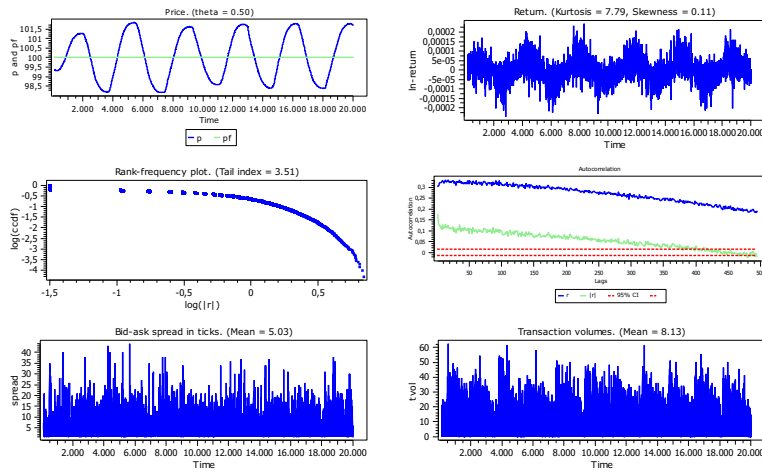 Price. (theta = 0.50)
p and pf
101,5
101
100,5
100
99,5
99
98,5
2.000 4.000 6.000 8.000 10.000 12.000 14.000 16.000 18.000 20.000
Time
p pf
Return. (Kurtosis = 7.79, Skewness = 0.11)
ln-return
0,0002
0,00015
0,0001
5e-05
0
-5e-05
-0,0001
-0,00015
-0,0002
2.000 4.000 6.000 8.000 10.000 12.000 14.000 16.000 18.000 20.000
Time
Rank-frequency plot. (Tail index = 3.51)
log(ccdf)
0
-0,5
-1
-1,5
-2
-2,5
-3
-3,5
-4
-1,5 -1 -0,5 0 0,5
log(|r|)
Autocorrelation
Autocorrelation
0,3
0,25
0,2
0,15
0,1
0,05
0
50 100 150 200 250 300 350 400 450 500
Lags
r |r| 95% CI
Bid-ask spread in ticks. (Mean = 5.03)
spread
40
35
30
25
20
15
10
5
2.000 4.000 6.000 8.000 10.000 12.000 14.000 16.000 18.000 20.000
Time
Transaction volumes. (Mean = 8.13)
tvol
60
50
40
30
20
10
0
2.000 4.000 6.000 8.000 10.000 12.000 14.000 16.000 18.000 20.000
Time